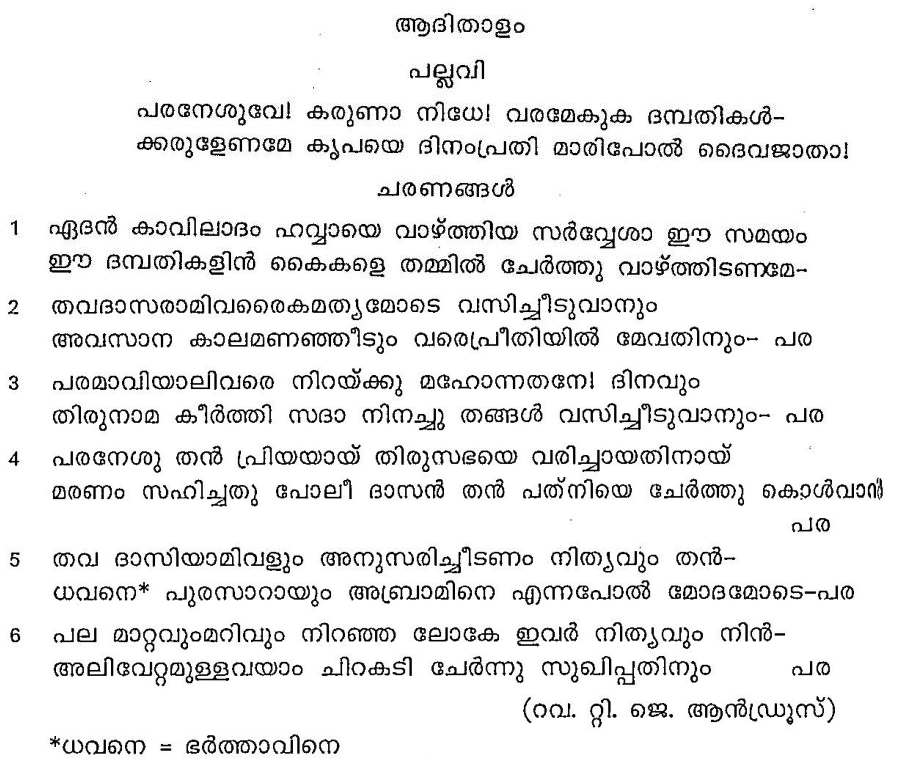 ആദിതാളം
പല്ലവി
പരനേശുവേ! കരുണാ നിധേ! വരമേകുക ദമ്പതികൾ-
ക്കരുളേണമേ കൃപയെ ദിനംപ്രതി മാരിപോൽ ദൈവജാതാ!
ചരണങ്ങൾ
1 ഏദൻ കാവിലാദം ഹവ്വായെ വാഴ്ത്തിയ സർവ്വേശാ ഈ സമയം
ഈ ദമ്പതികളിൻ കൈകളെ തമ്മിൽ ചേർത്തു വാഴ്ത്തിടണമേ-
2 തവദാസരാമിവരൈകമത്യമോടെ വസിച്ചീടുവാനും
അവസാന കാലമണഞ്ഞീടും വരെപ്രീതിയിൽ മേവതിനും- പര
3 പരമാവിയാലിവരെ നിറയ്ക്കു മഹോന്നതനേ! ദിനവും
തിരുനാമ കീർത്തി സദാ നിനച്ചു തങ്ങൾ വസിച്ചീടുവാനും- പര
4 പരനേശു തൻ പ്രിയയായ് തിരുസഭയെ വരിച്ചായതിനായ്
മരണം സഹിച്ചതു പോലീ ദാസൻ തൻ പത്നിയെ ചേർത്തു കൊൾവാൻ
പര
5 തവ ദാസിയാമിവളും അനുസരിച്ചീടണം നിത്യവും തൻ-
ധവനെ* പുരസാറായും അബ്രാമിനെ എന്നപോൽ മോദമോടെ-പര
6 പല മാറ്റവുംമറിവും നിറഞ്ഞ ലോകേ ഇവർ നിത്യവും നിൻ-
അലിവേറ്റമുള്ളവയാം ചിറകടി ചേർന്നു സുഖിപ്പതിനും പര
(റവ. റ്റി. ജെ. ആൻഡ്രൂസ്)
*ധവനെ = ഭർത്താവിനെ